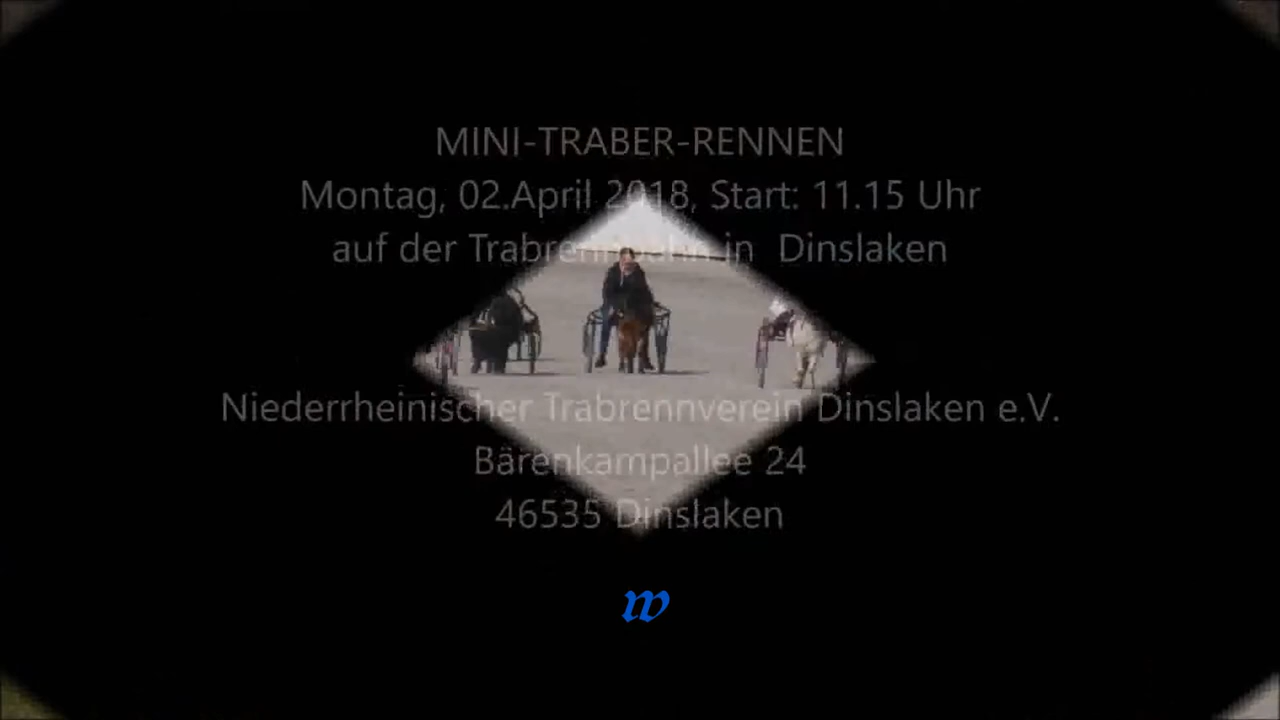 MINI-TRABER-RENNEN
Montag, 02.April 2018, Start: 11.15 Uhr
auf der Trabrennbahn in Dinslaken
Niederrheinischer Trabrennverein Dinslaken e.V.
Bärenkampallee 24
46535 Dinslaken
w